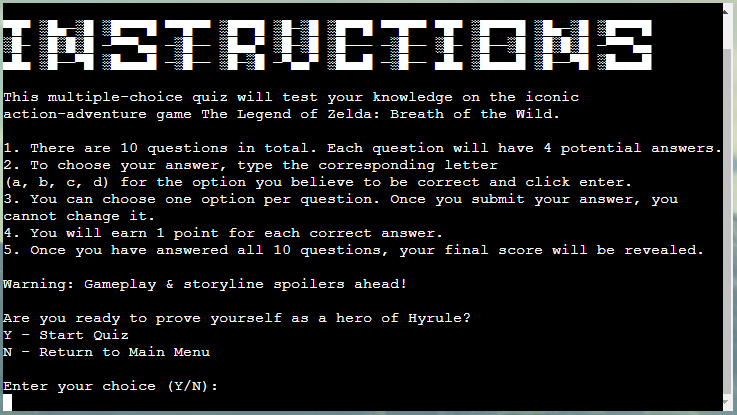 INSTRUCTIONS
This multiple-choice quiz will test your knowledge on the iconic
action-adventure game The Legend of Zelda: Breath of the Wild.
1. There are 10 questions in total. Each question will have 4 potential answers.
2. To choose your answer, type the corresponding letter
(a, b, c, d) for the option you believe to be correct and click enter.
3. You can choose one option per question. Once you submit your answer, you
cannot change it.
4. You will earn 1 point for each correct answer.
5. Once you have answered all 10 questions, your final score will be revealed.
Warning: Gameplay & storyline spoilers ahead!
Are you ready to prove yourself as a hero of Hyrule?
Y - Start Quiz
N - Return to Main Menu
Enter your choice (Y/N):